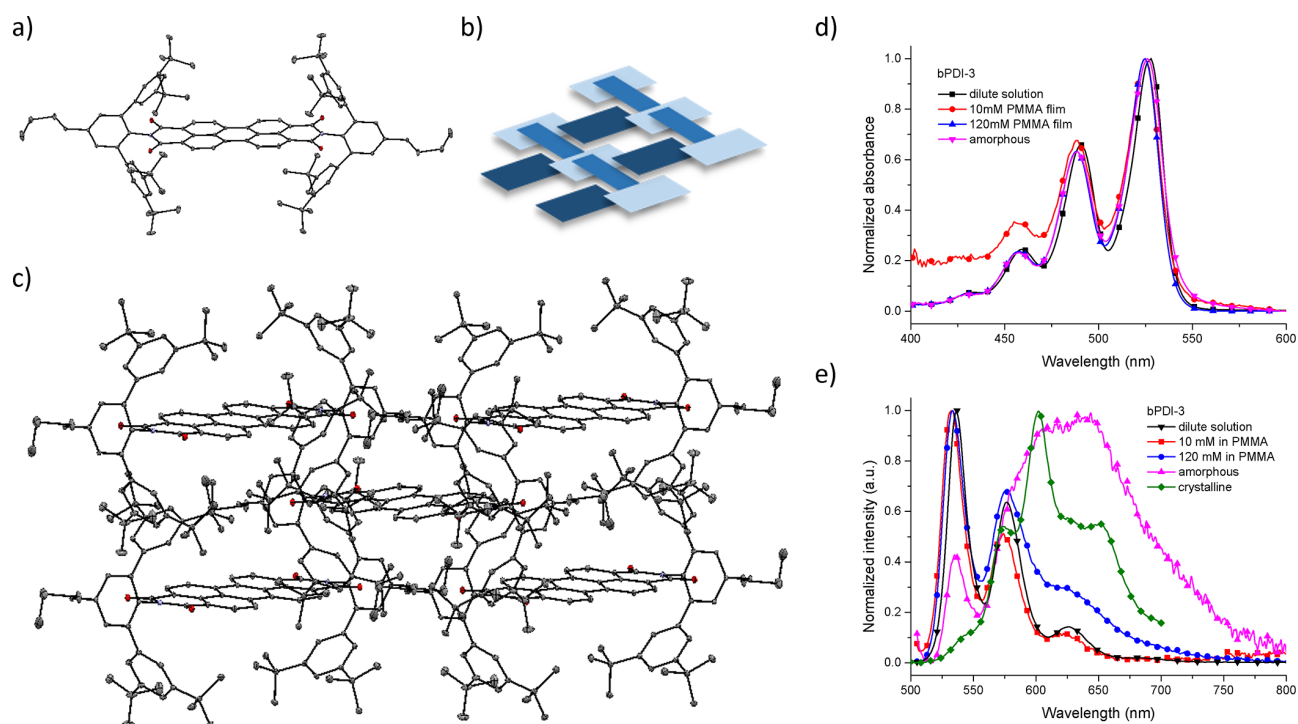 a)
b)
c)
d)
bPDI-3
dilute solution
10mM PMMA flim
120mM PMMA film
amorphous
Normalized absorbance
1.0
0.8
0.6
0.4
0.2
0.0
400
450
500
550
600
Wavelength (nm)
e)
bPDI-3
dilute solution
10 mM in PMMA
120 mM in PMMA
amorphous
crystalline
Normalized intensity (a.u.)
1.0
0.8
0.6
0.4
0.2
0.0
500
550
600
650
700
750
800
Wavelength (nm)